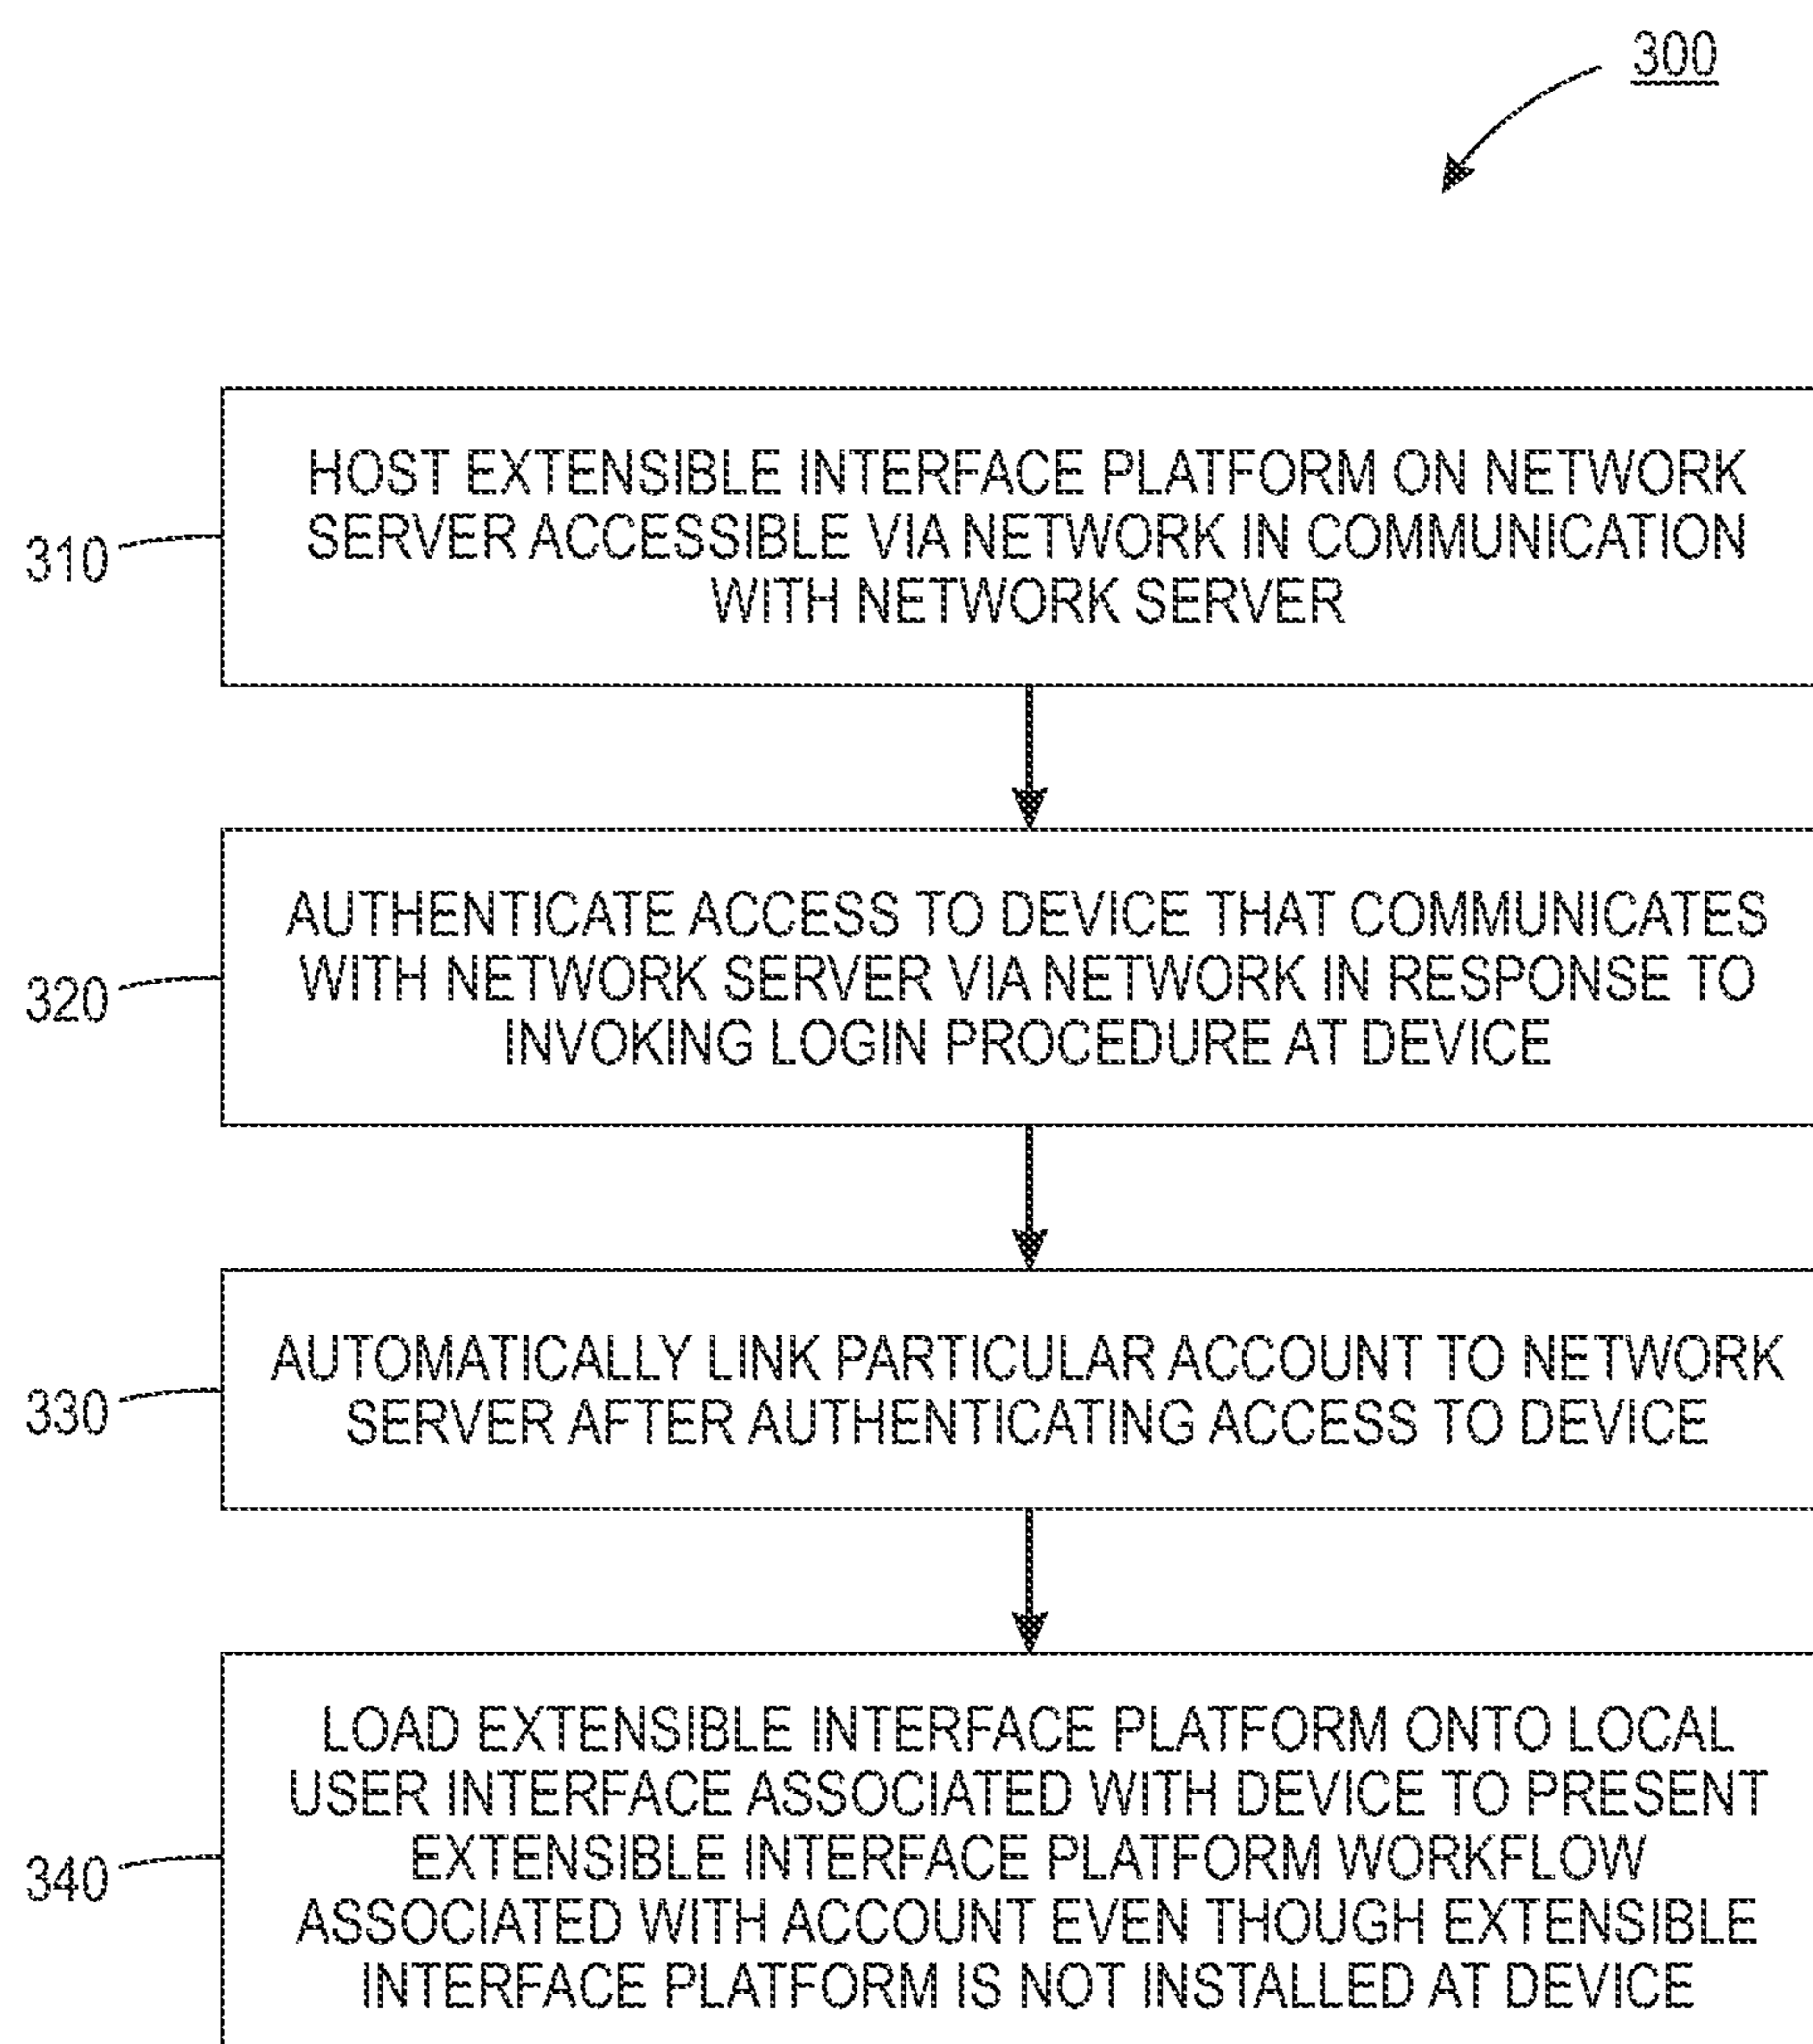 300
310
HOST EXTENSIBLE INTERFACE PLATFORM ON NETWORK
SERVER ACCESSIBLE VIA NETWORK IN COMMUNICATION
WITH NETWORK SERVER
320
AUTHENTICATE ACCESS TO DEVICE THAT COMMUNICATES
WITH NETWORK SERVER VIA NETWORK IN RESPONSE TO
INVOKING LOGIN PROCEDURE AT DEVICE
330
AUTOMATICALLY LINK PARTICULAR ACCOUNT TO NETWORK
SERVER AFTER AUTHENTICATING ACCESS TO DEVICE
340
LOAD EXTENSIBLE INTERFACE PLATFORM ONTO LOCAL
USER INTERFACE ASSOCIATED WITH DEVICE TO PRESENT
EXTENSIBLE INTERFACE PLATFORM WORKFLOW
ASSOCIATED WITH ACCOUNT EVEN THOUGH EXTENSIBLE
INTERFACE PLATFORM IS NOT INSTALLED AT DEVICE